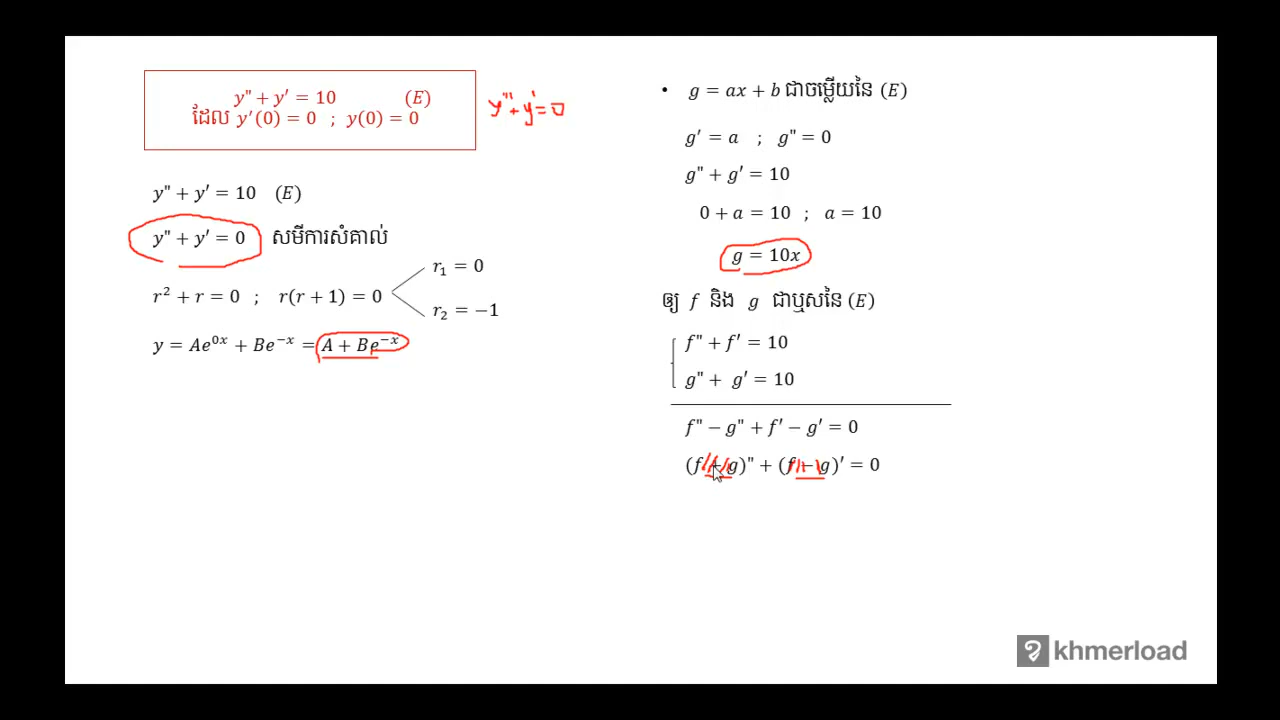 y" + y′ = 10 (E)
ដែល y′(0) = 0 ; y(0) = 0
y" + y' = 0
y" + y′ = 10 (E)
y" + y′ = 0 សមីការសំគាល់
r² + r = 0 ; r(r + 1) = 0
r₁ = 0
r₂ = −1
y = Ae⁰ˣ + Be⁻ˣ = A + Be⁻ˣ
• g = ax + b ជាចម្លើយនៃ (E)
g′ = a ; g" = 0
g" + g′ = 10
0 + a = 10 ; a = 10
g = 10x
ឲ្យ f និង g ជាឬសនៃ (E)
f" + f′ = 10
g" + g′ = 10
f" − g" + f′ − g′ = 0
(f − g)" + (f − g)′ = 0
khmerload